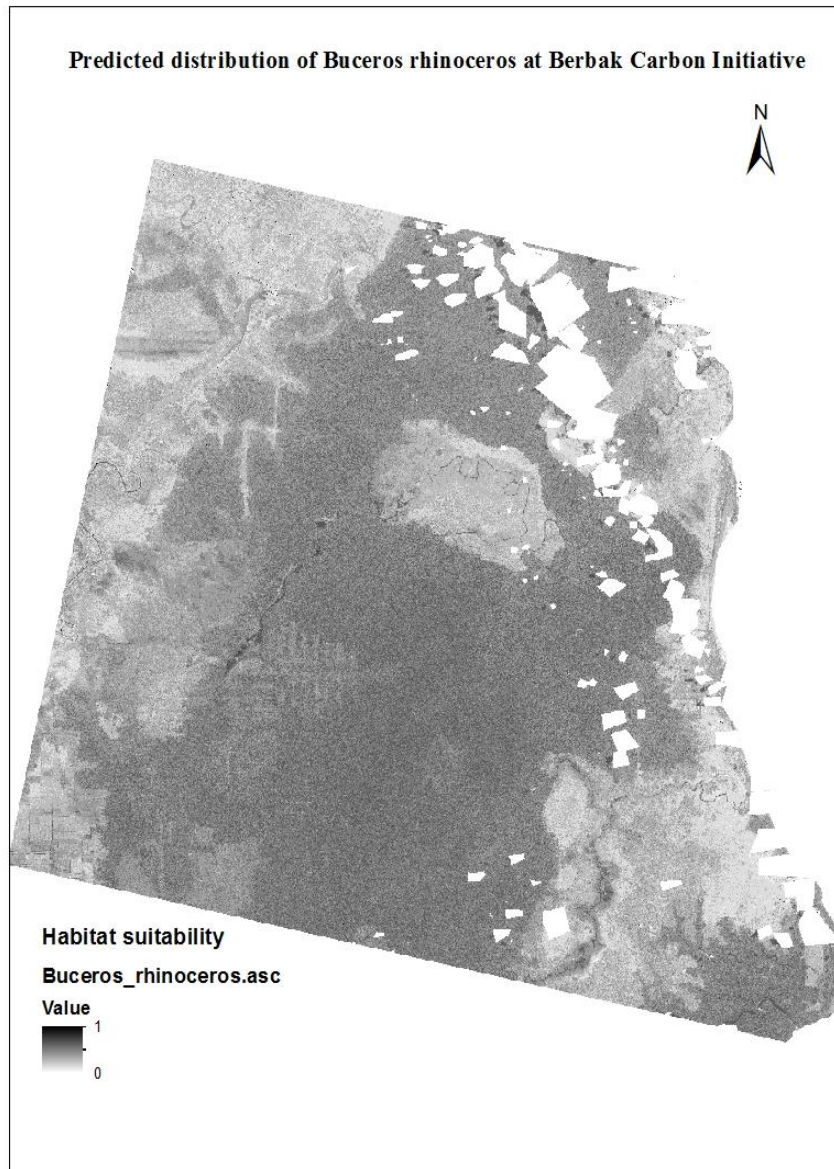 Predicted distribution of Buceros rhinoceros at Berbak Carbon Initiative
N
Habitat suitability
Buceros_rhinoceros.asc
Value
1
0